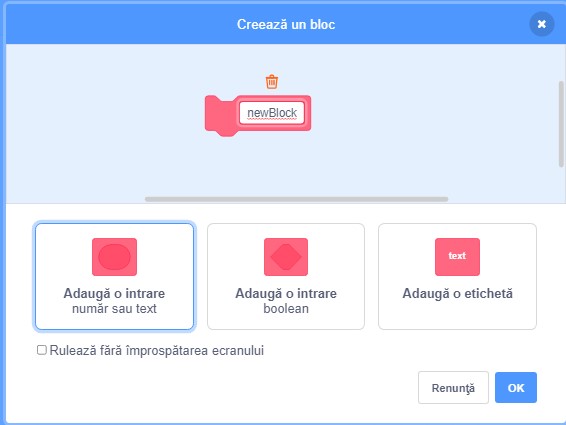 Creează un bloc
newBlock
text
Adaugă o intrare
număr sau text
Adaugă o intrare
boolean
Adaugă o etichetă
Rulează fără împrospătarea ecranului
Renunţă
OK